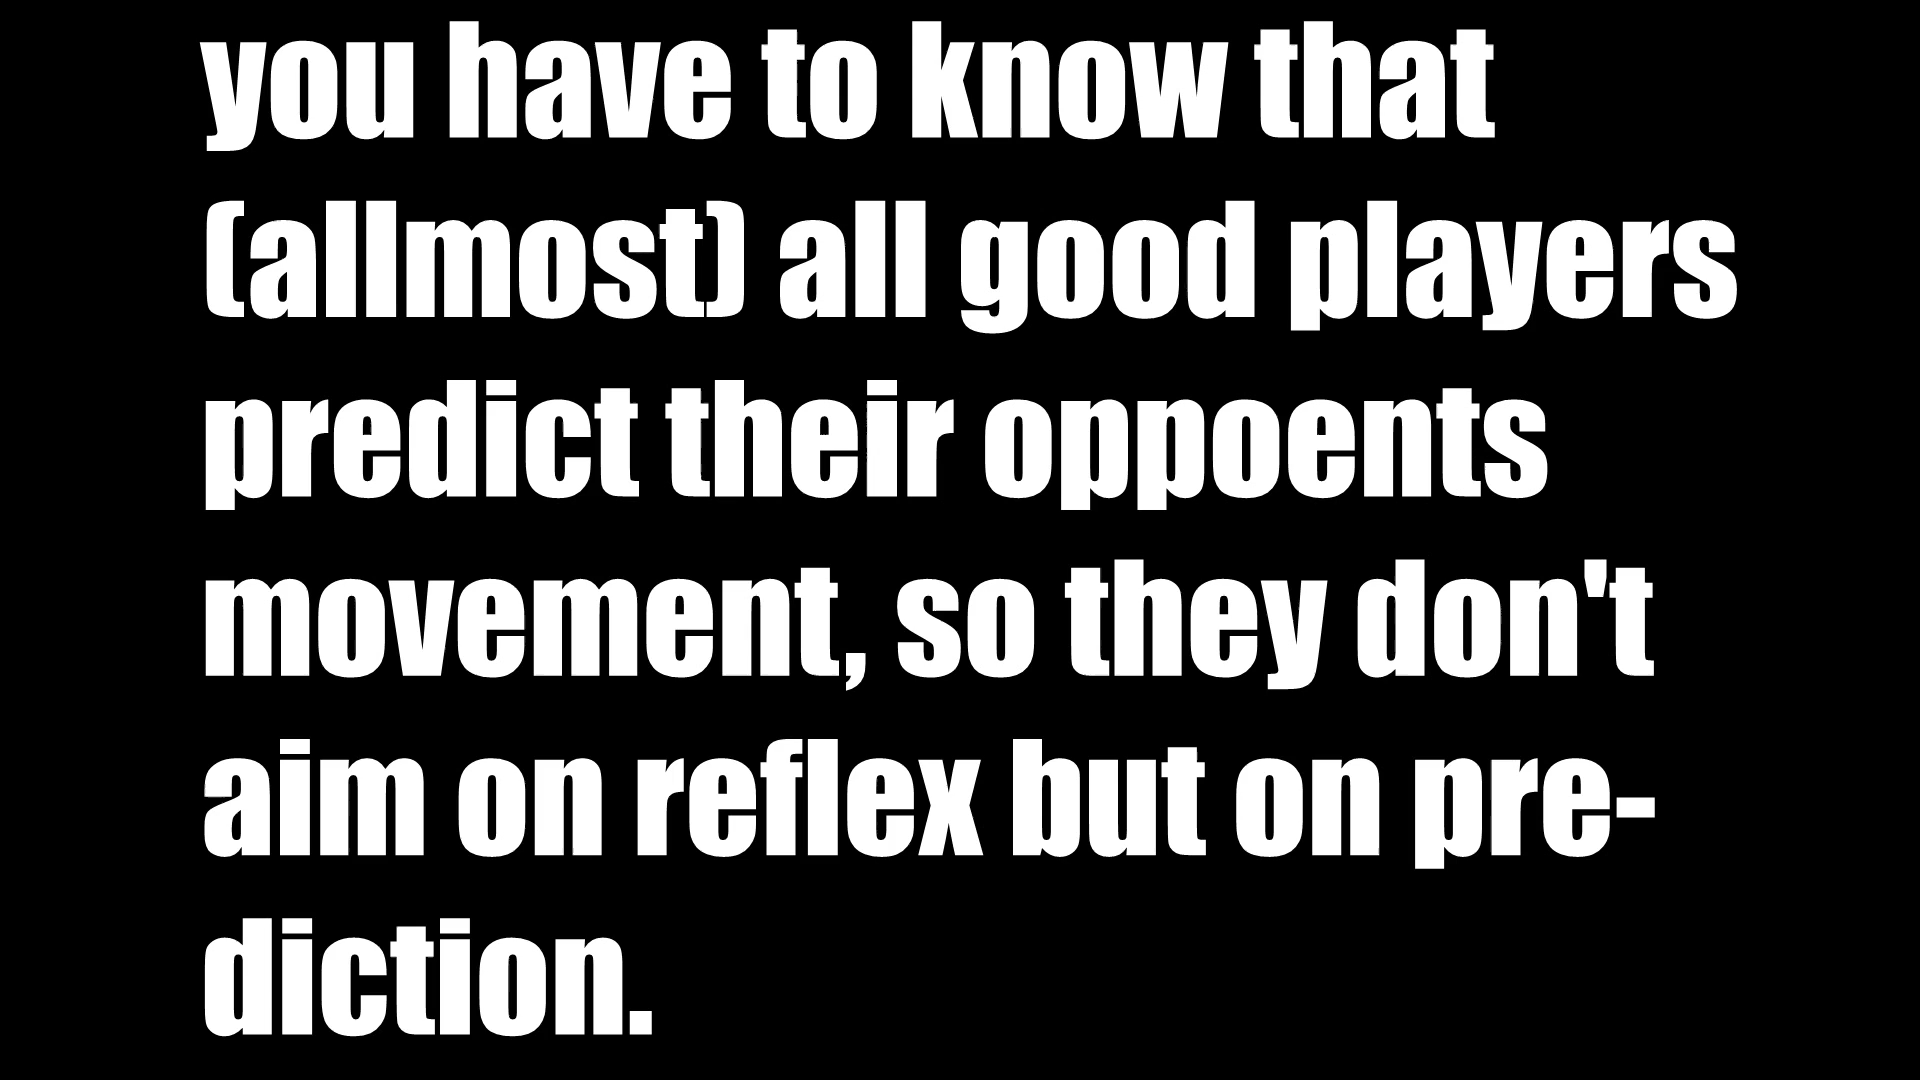 you have to know that
(allmost) all good players
predict their oppoents
movement, so they don't
aim on reflex but on pre-
diction.